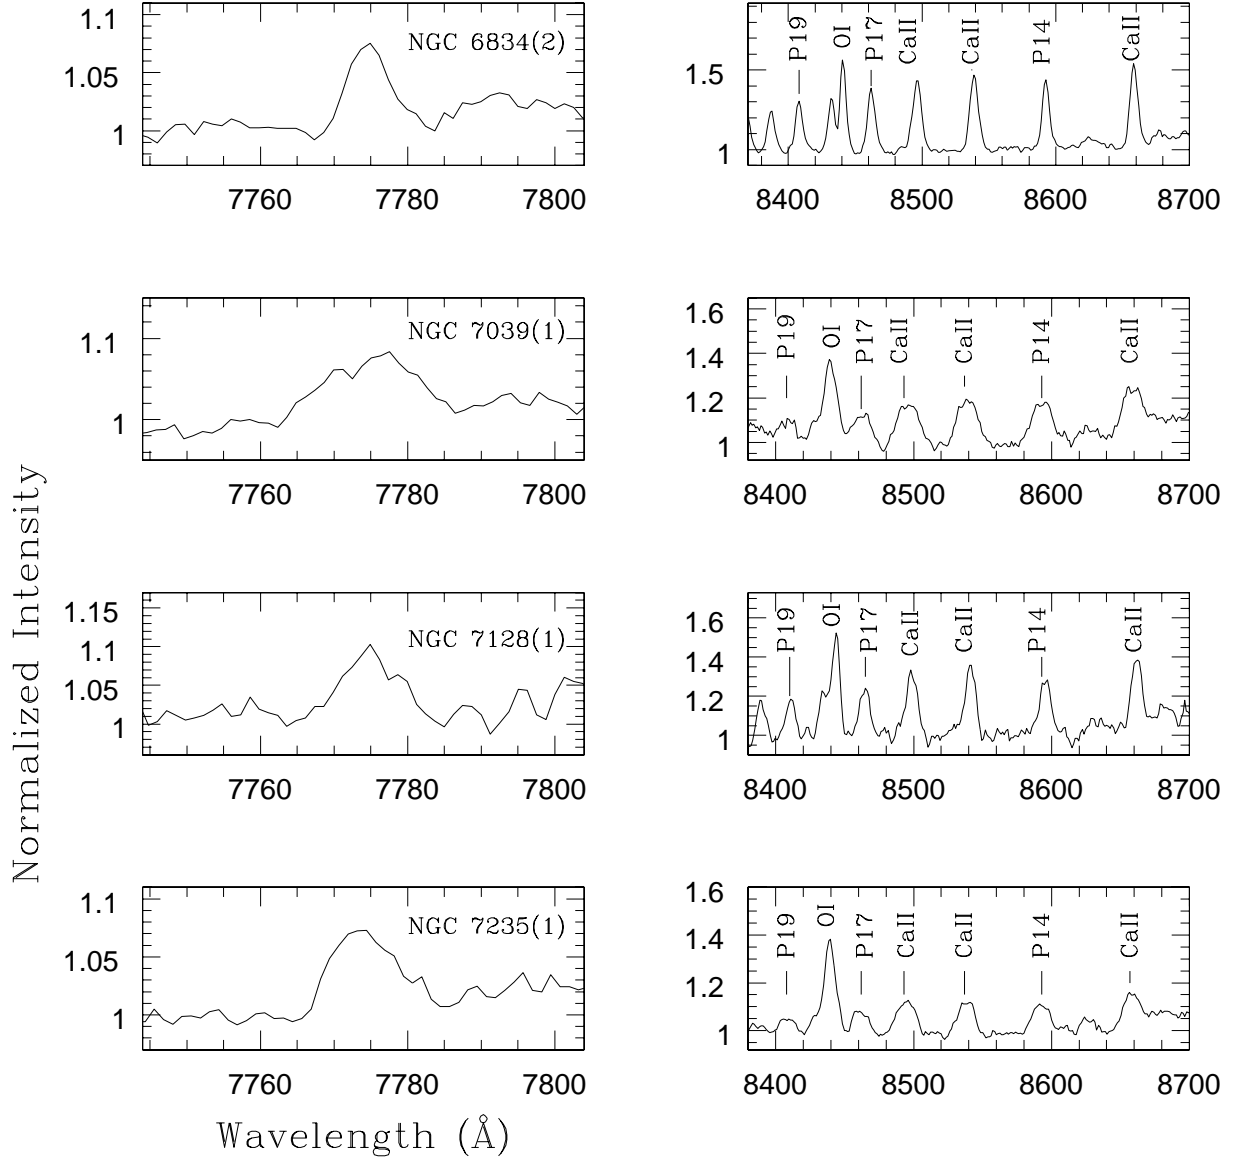 1.1
1.05
1
NGC 6834(2)
7760 7780 7800
1.5
1
P19 OI P17 CaII CaII P14 CaII
8400 8500 8600 8700
1.1
1
NGC 7039(1)
7760 7780 7800
1.6
1.4
1.2
1
P19 OI P17 CaII CaII P14 CaII
8400 8500 8600 8700
1.15
1.1
1.05
1
NGC 7128(1)
7760 7780 7800
1.6
1.4
1.2
1
P19 OI P17 CaII CaII P14 CaII
8400 8500 8600 8700
1.1
1.05
1
NGC 7235(1)
7760 7780 7800
1.6
1.4
1.2
1
P19 OI P17 CaII CaII P14 CaII
8400 8500 8600 8700
Normalized Intensity
Wavelength (Å)